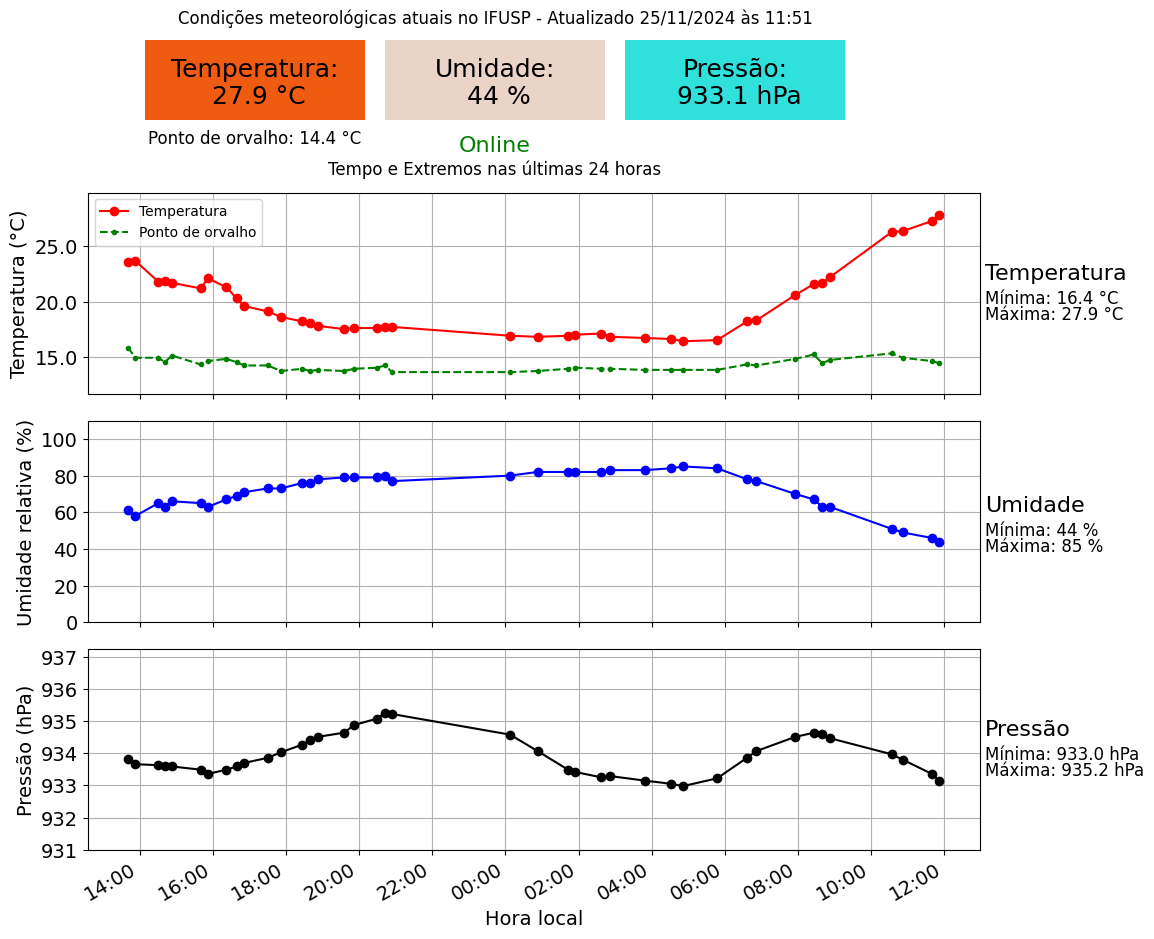 Condições meteorológicas atuais no IFUSP - Atualizado 25/11/2024 às 11:51
Temperatura:
27.9 °C
Umidade:
44 %
Pressão:
933.1 hPa
Ponto de orvalho: 14.4 °C
Online
Tempo e Extremos nas últimas 24 horas
Temperatura (°C)
25.0
20.0
15.0
Temperatura
Ponto de orvalho
Temperatura
Mínima: 16.4 °C
Máxima: 27.9 °C
Umidade relativa (%)
100
80
60
40
20
0
Umidade
Mínima: 44 %
Máxima: 85 %
Pressão (hPa)
937
936
935
934
933
932
931
Pressão
Mínima: 933.0 hPa
Máxima: 935.2 hPa
14:00 16:00 18:00 20:00 22:00 00:00 02:00 04:00 06:00 08:00 10:00 12:00
Hora local